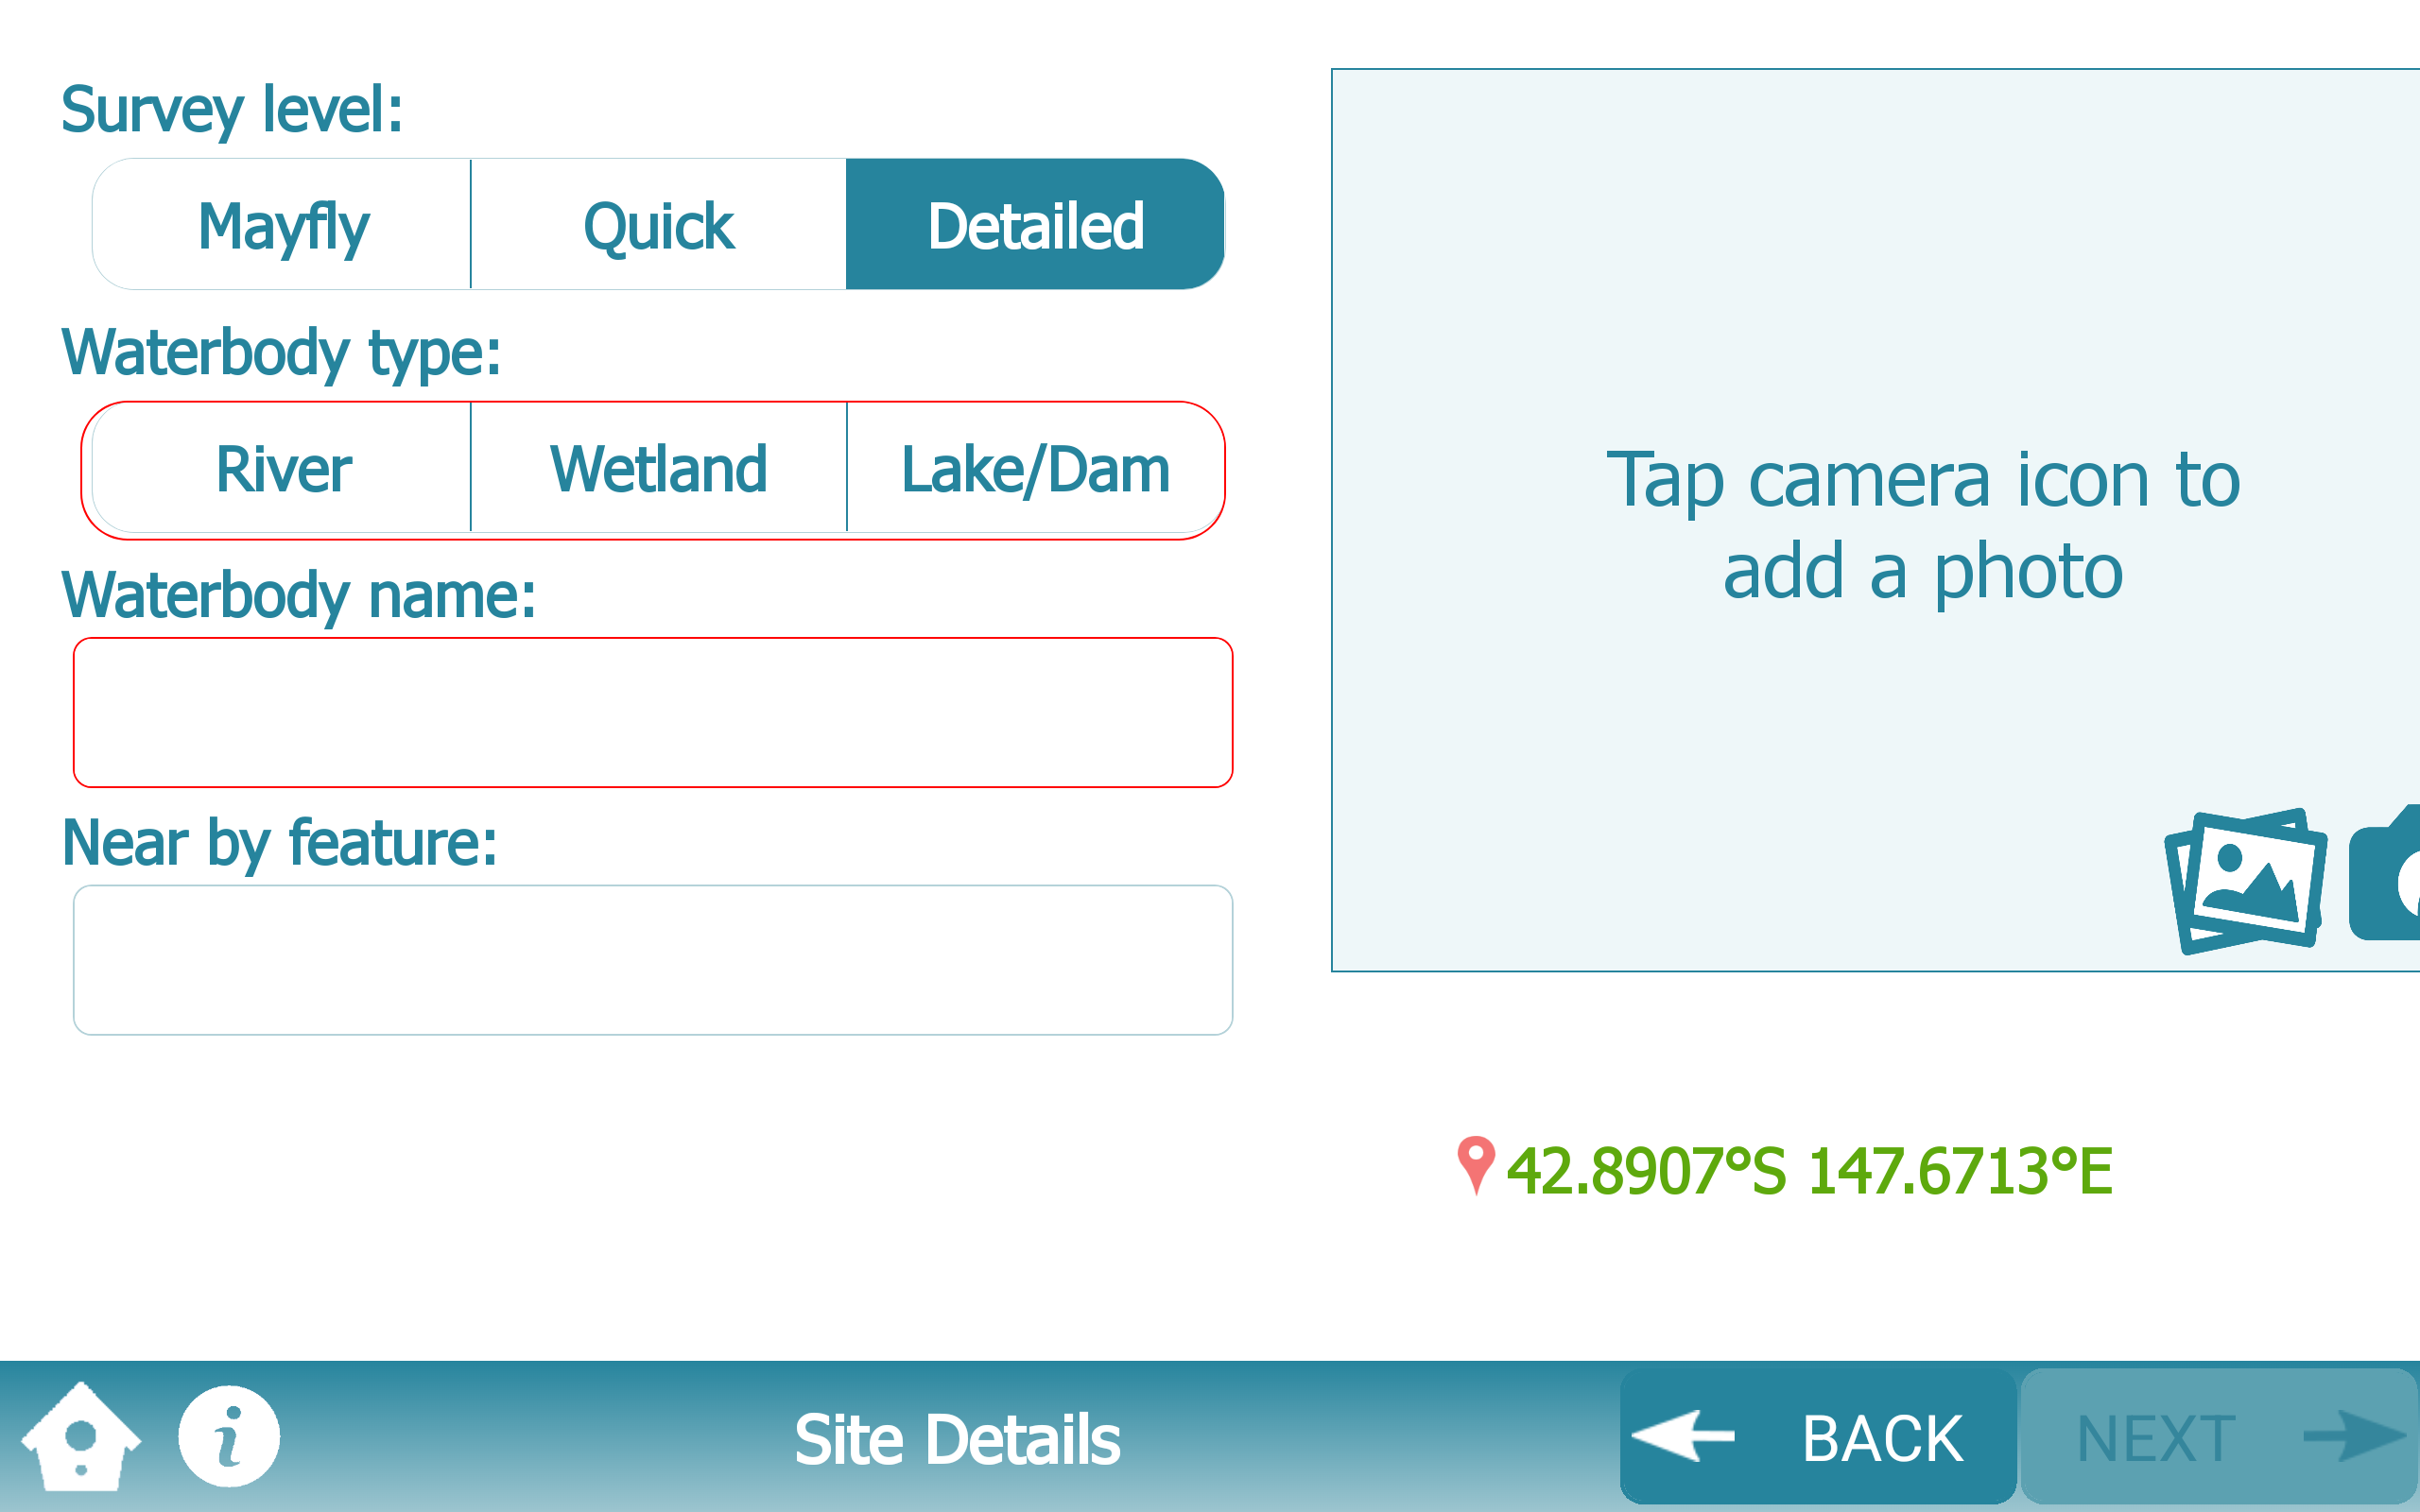 Survey level:
Mayfly Quick Detailed
Waterbody type:
River Wetland Lake/Dam
Waterbody name:
Near by feature:
Tap camera icon to
add a photo
42.8907°S 147.6713°E
Site Details
BACK
NEXT